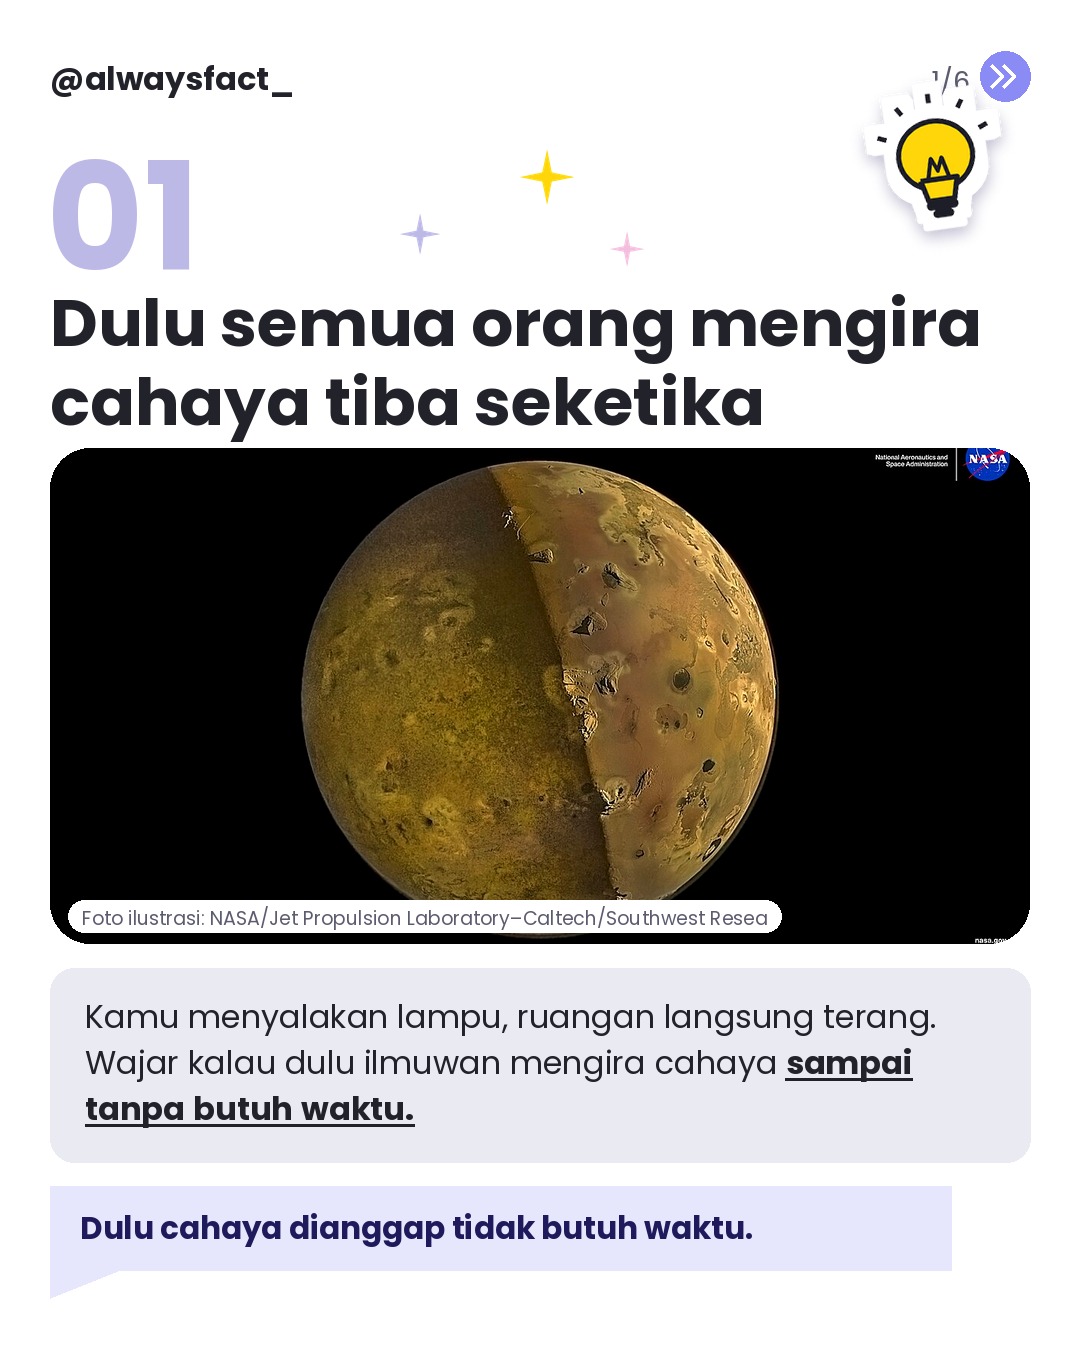 @alwaysfact_
1/6
01
Dulu semua orang mengira
cahaya tiba seketika
National Aeronautics and
Space Administration
NASA
Foto ilustrasi: NASA/Jet Propulsion Laboratory–Caltech/Southwest Resea
nasa.gov
Kamu menyalakan lampu, ruangan langsung terang.
Wajar kalau dulu ilmuwan mengira cahaya sampai
tanpa butuh waktu.
Dulu cahaya dianggap tidak butuh waktu.